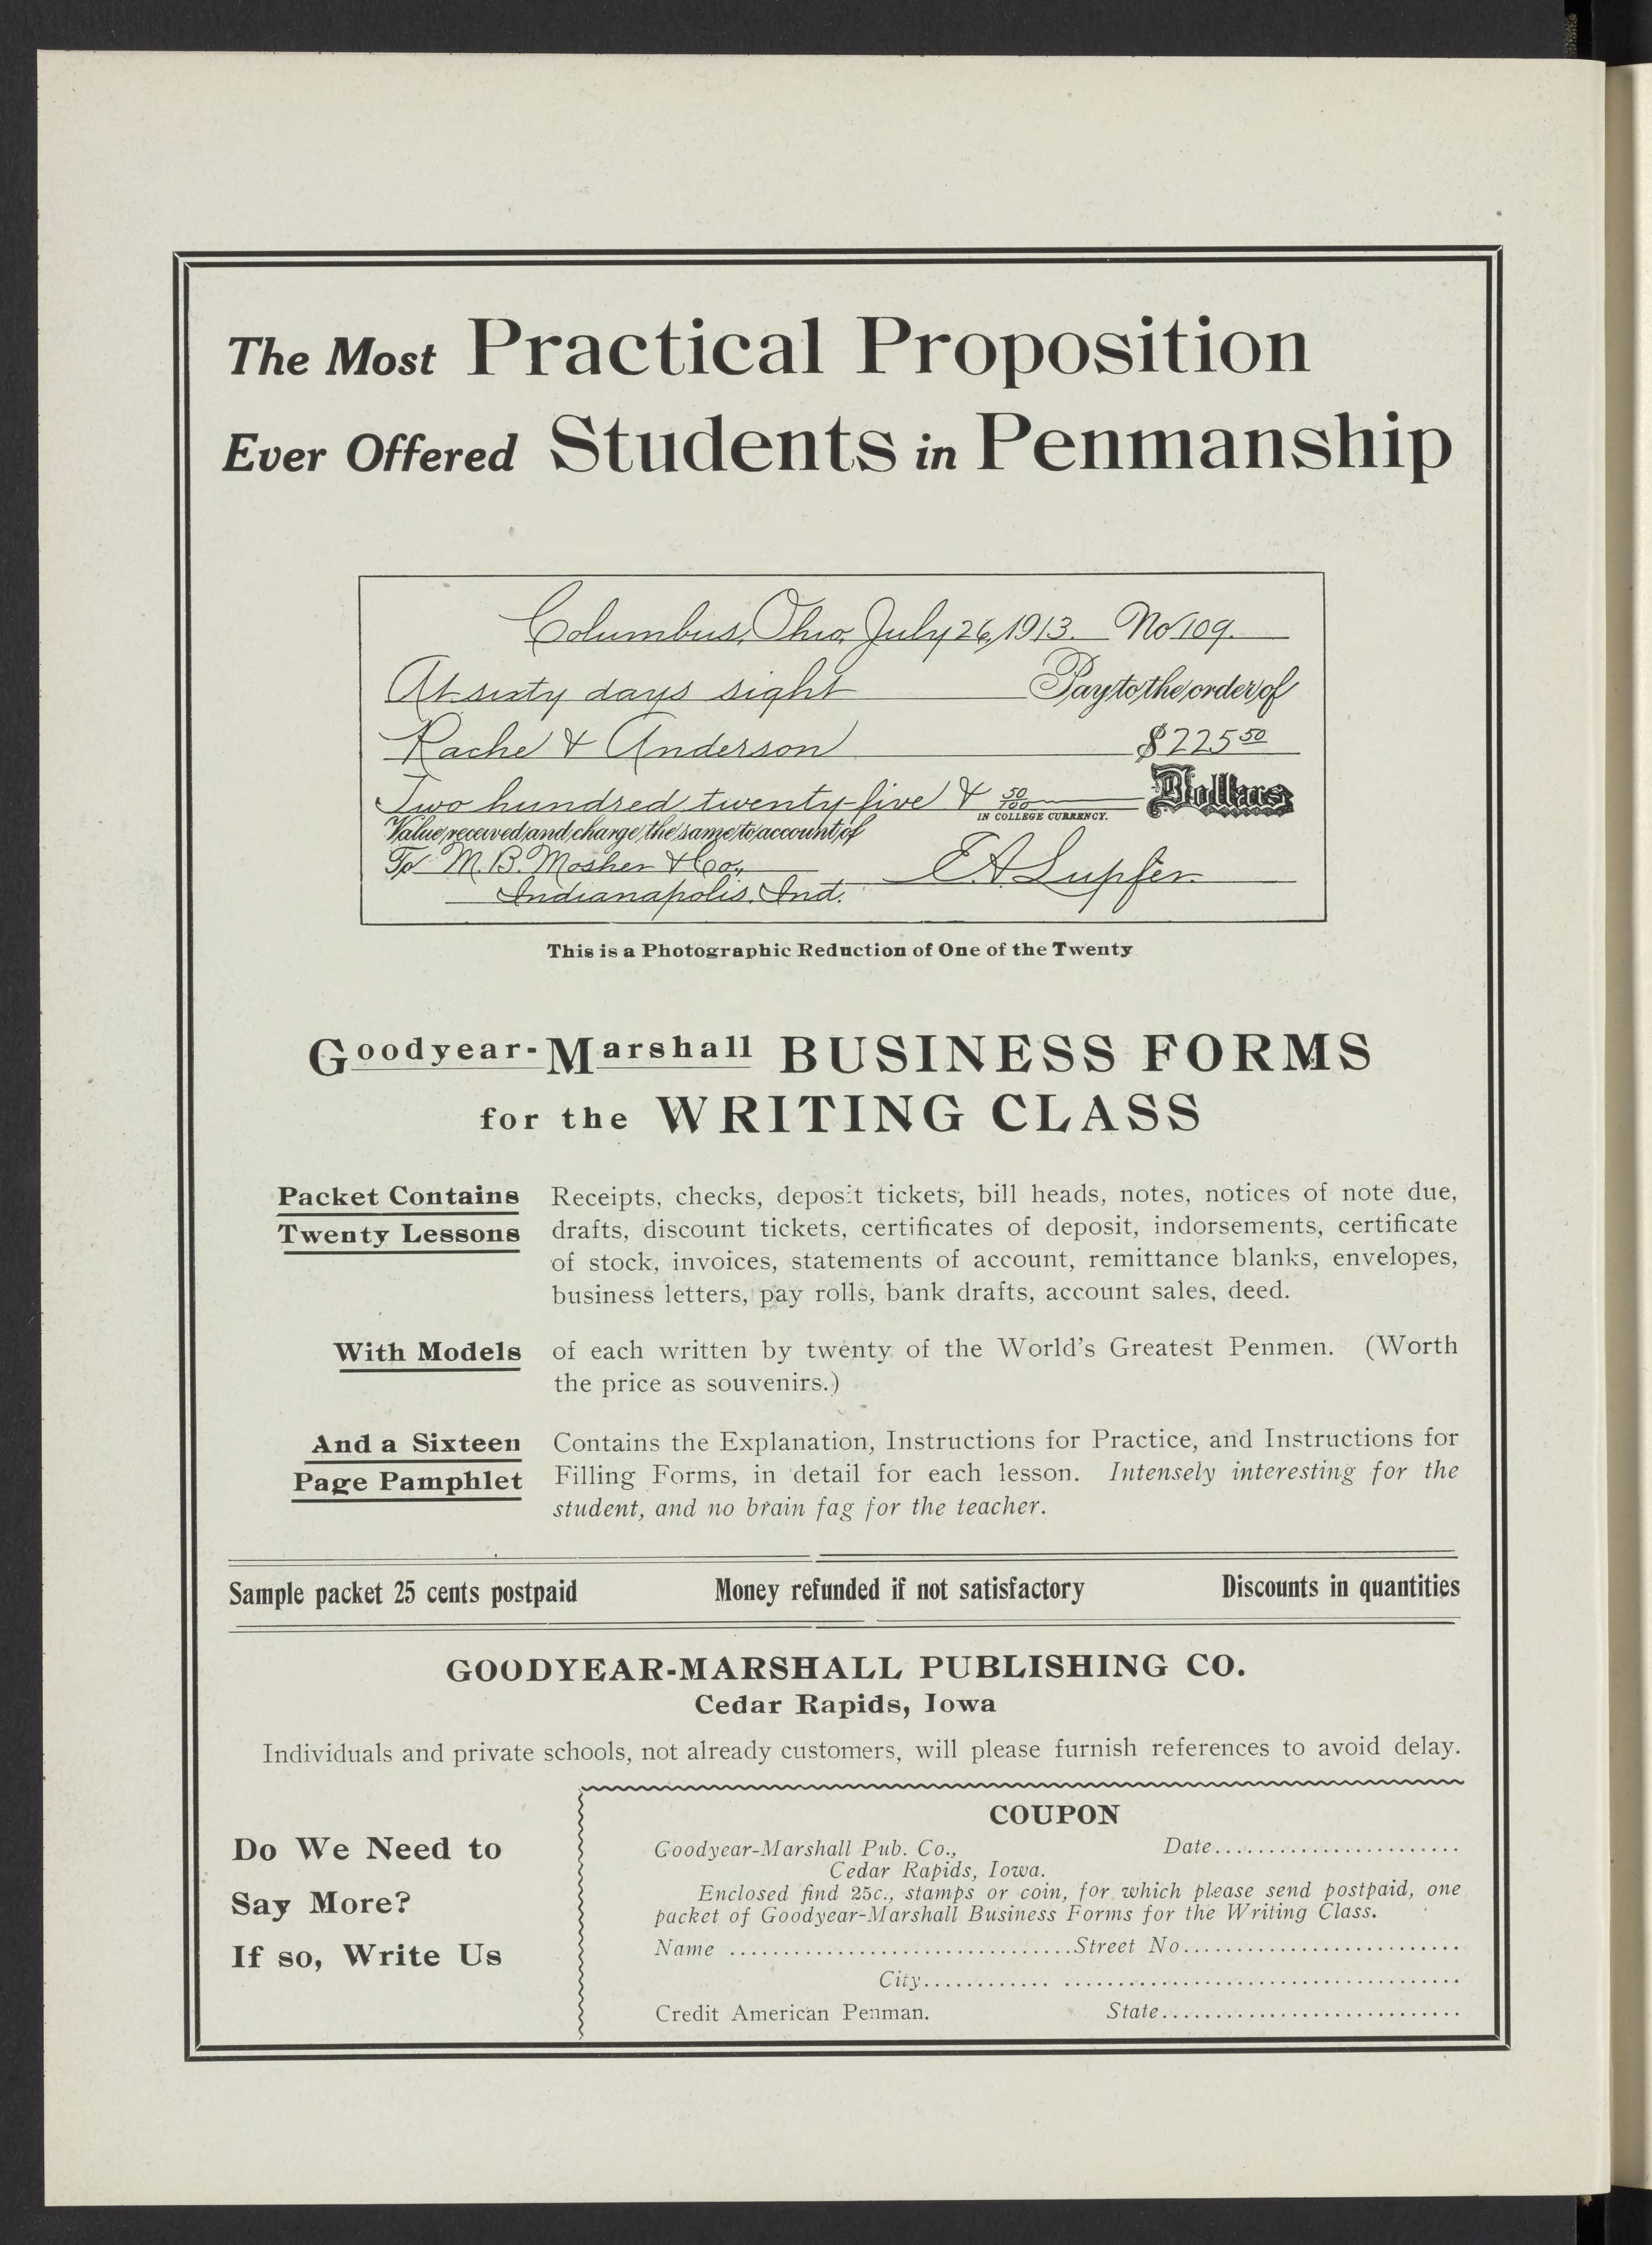 The Most Practical Proposition
Ever Offered Students in Penmanship
Columbus, Ohio, July 26, 1913. No 109.
At sixty days sight Pay to the order of
Rache & Anderson $225 50
Two hundred twenty-five & 50/100 Dollars
IN COLLEGE CURRENCY.
Value received and charge the same to account of
To M. B. Mosher & Co.,
Indianapolis, Ind. E A Lupfer
This is a Photographic Reduction of One of the Twenty
Goodyear-Marshall BUSINESS FORMS
for the WRITING CLASS
Packet Contains
Twenty Lessons
Receipts, checks, deposit tickets, bill heads, notes, notices of note due,
drafts, discount tickets, certificates of deposit, indorsements, certificate
of stock, invoices, statements of account, remittance blanks, envelopes,
business letters, pay rolls, bank drafts, account sales, deed.
With Models
of each written by twenty of the World's Greatest Penmen. (Worth
the price as souvenirs.)
And a Sixteen
Page Pamphlet
Contains the Explanation, Instructions for Practice, and Instructions for
Filling Forms, in detail for each lesson. Intensely interesting for the
student, and no brain fag for the teacher.
Sample packet 25 cents postpaid Money refunded if not satisfactory Discounts in quantities
GOODYEAR-MARSHALL PUBLISHING CO.
Cedar Rapids, Iowa
Individuals and private schools, not already customers, will please furnish references to avoid delay.
Do We Need to
Say More?
If so, Write Us
COUPON
Goodyear-Marshall Pub. Co., Date........................
Cedar Rapids, Iowa.
Enclosed find 25c., stamps or coin, for which please send postpaid, one
packet of Goodyear-Marshall Business Forms for the Writing Class.
Name ................................Street No..........................
City............ .....................................
Credit American Penman. State............................